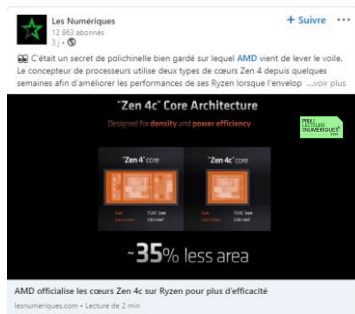 Les Numériques
+ Suivre
12 863 abonnés
3 j •
C'était un secret de polichinelle bien gardé sur lequel AMD vient de lever le voile.
Le concepteur de processeurs utilise deux types de cœurs Zen 4 depuis quelques
semaines afin d'améliorer les performances de ses Ryzen lorsque l'envelop ...voir plus
"Zen 4c" Core Architecture
Designed for density and power efficiency
PRIX
LECTEURS
LNUMERIQUES
"Zen 4" core
"Zen 4c" core
~35% less area
AMD officialise les cœurs Zen 4c sur Ryzen pour plus d'efficacité
lesnumeriques.com • Lecture de 2 min